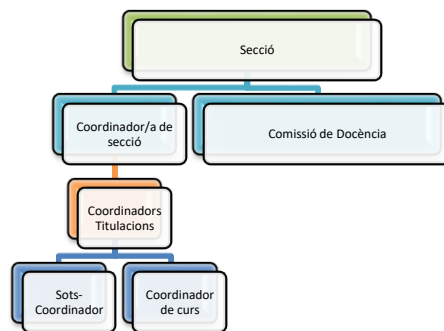 Secció
Coordinador/a de
secció
Comissió de Docència
Coordinadors
Titulacions
Sots-
Coordinador
Coordinador
de curs